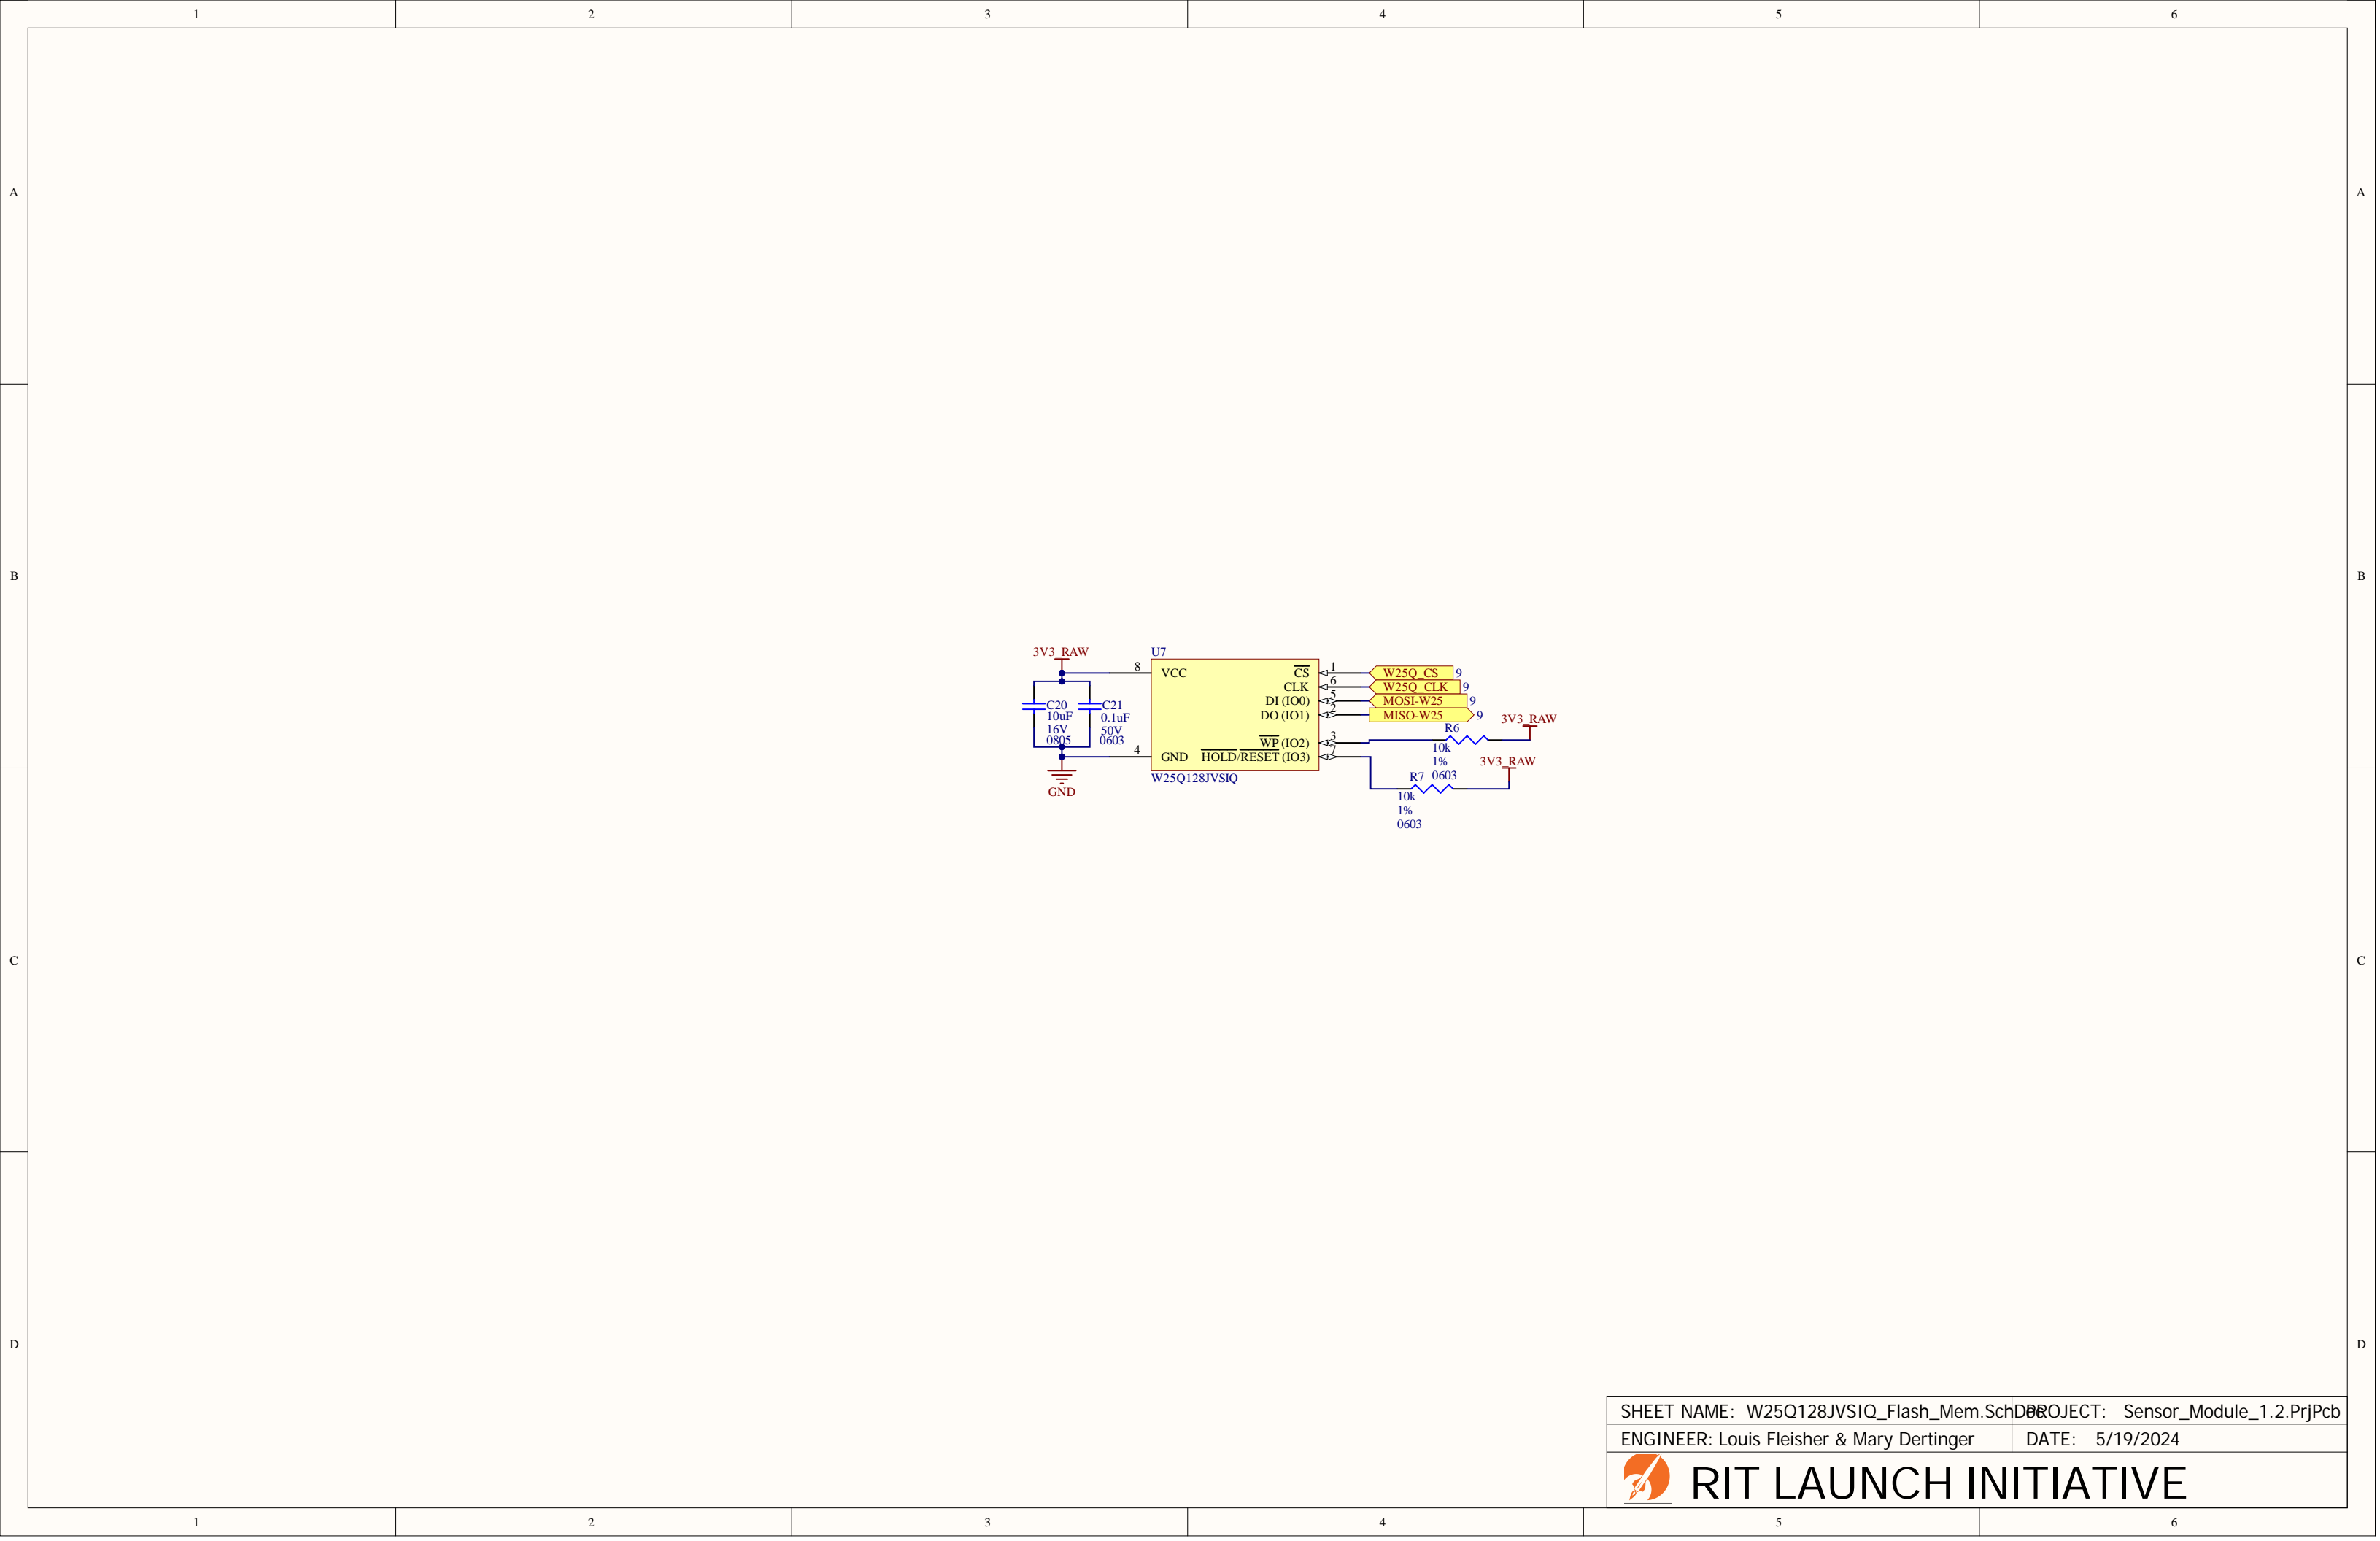 1 2 3 4 5 6
A A
B B
3V3_RAW
U7
8 VCC
CS 1 W25Q_CS 9
CLK 6 W25Q_CLK 9
DI (IO0) 5 MOSI-W25 9
DO (IO1) 2 MISO-W25 9
C20
10uF
16V
0805
C21
0.1uF
50V
0603
WP (IO2) 3
R6
10k
1%
0603
3V3_RAW
4 GND
HOLD/RESET (IO3) 7
R7
10k
1%
0603
3V3_RAW
W25Q128JVSIQ
GND
C C
D D
SHEET NAME: W25Q128JVSIQ_Flash_Mem.SchDoc
PROJECT: Sensor_Module_1.2.PrjPcb
ENGINEER: Louis Fleisher & Mary Dertinger
DATE: 5/19/2024
RIT LAUNCH INITIATIVE
1 2 3 4 5 6